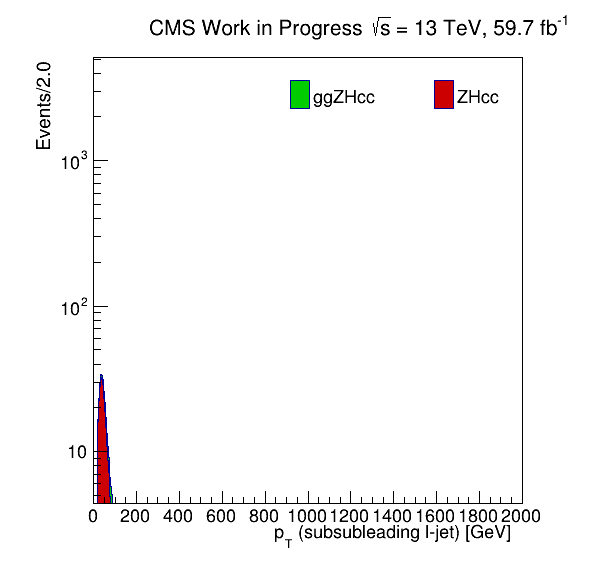 CMS Work in Progress √s = 13 TeV, 59.7 fb⁻¹
Events/2.0
ggZHcc ZHcc
10³
10²
10
0 200 400 600 800 1000 1200 1400 1600 1800 2000
p_T (subsubleading l-jet) [GeV]